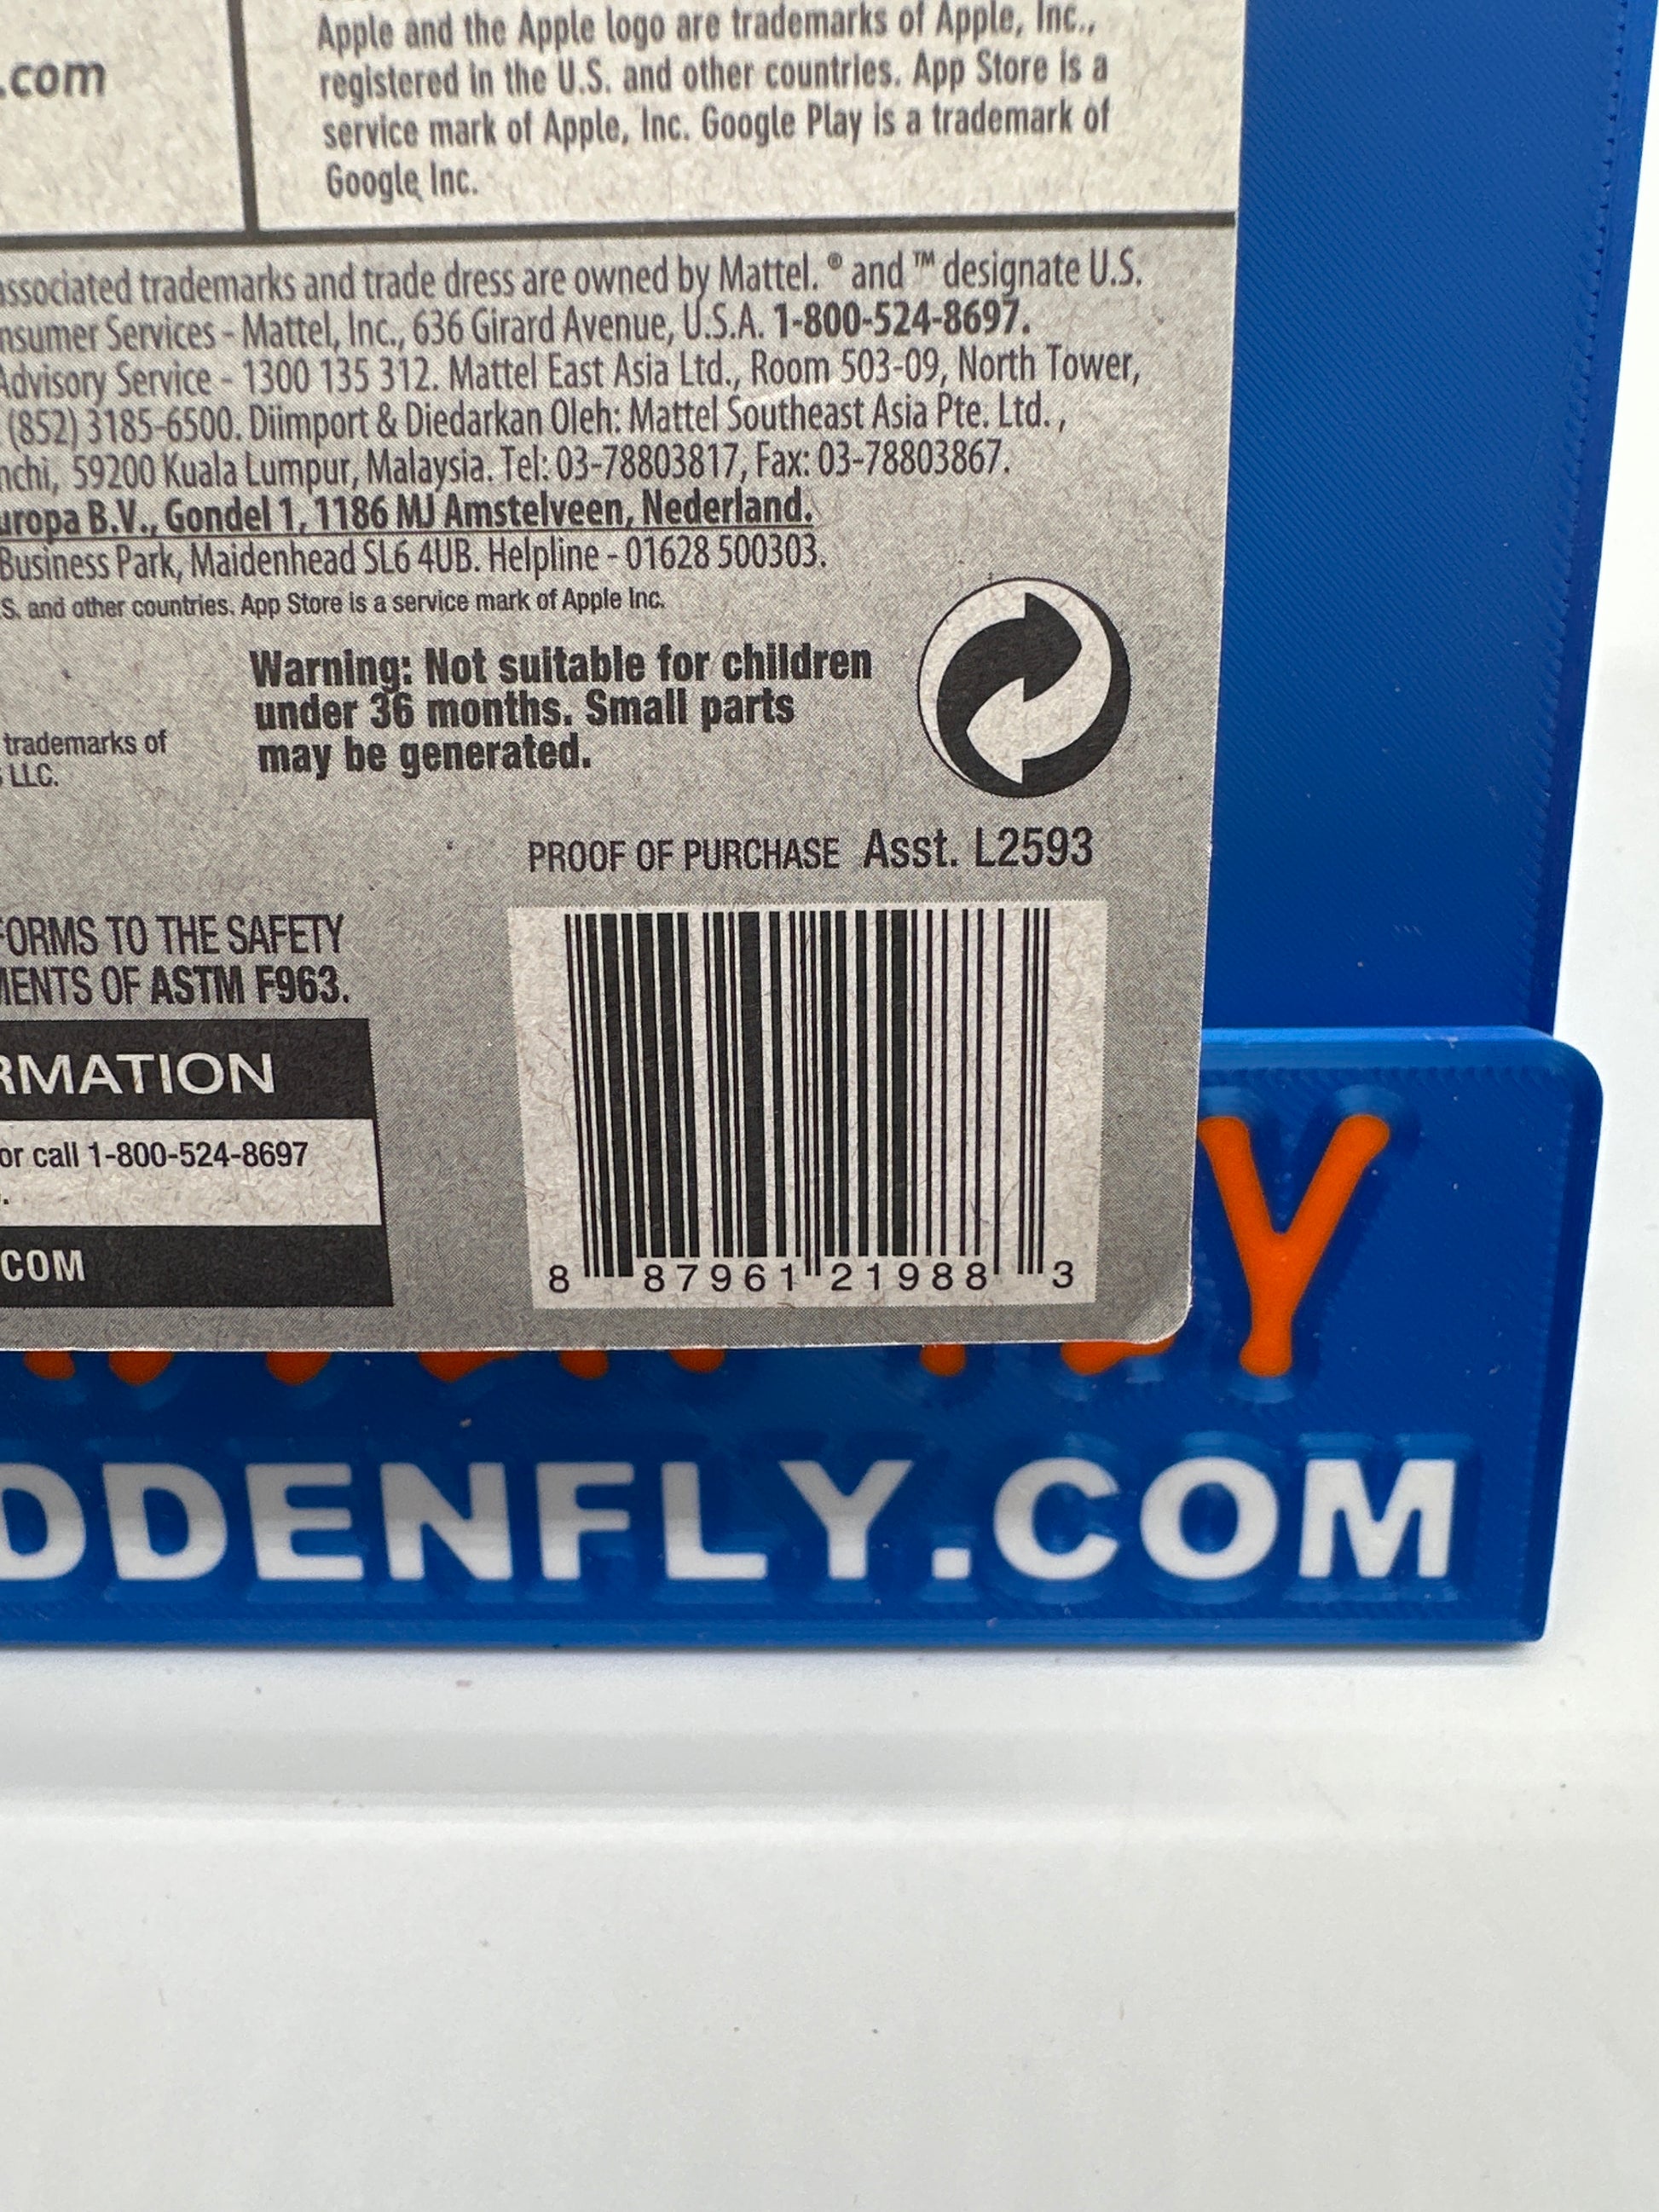 .com
Apple and the Apple logo are trademarks of Apple, Inc.,
registered in the U.S. and other countries. App Store is a
service mark of Apple, Inc. Google Play is a trademark of
Google Inc.
associated trademarks and trade dress are owned by Mattel. ® and ™ designate U.S.
nsumer Services - Mattel, Inc., 636 Girard Avenue, U.S.A. 1-800-524-8697.
Advisory Service - 1300 135 312. Mattel East Asia Ltd., Room 503-09, North Tower,
(852) 3185-6500. Diimport & Diedarkan Oleh: Mattel Southeast Asia Pte. Ltd.,
nchi, 59200 Kuala Lumpur, Malaysia. Tel: 03-78803817, Fax: 03-78803867.
uropa B.V., Gondel 1, 1186 MJ Amstelveen, Nederland.
Business Park, Maidenhead SL6 4UB. Helpline - 01628 500303.
S. and other countries. App Store is a service mark of Apple Inc.
Warning: Not suitable for children
under 36 months. Small parts
may be generated.
trademarks of
LLC.
PROOF OF PURCHASE Asst. L2593
FORMS TO THE SAFETY
MENTS OF ASTM F963.
RMATION
or call 1-800-524-8697
.COM
8 87961 21988 3
Y
DDENFLY.COM